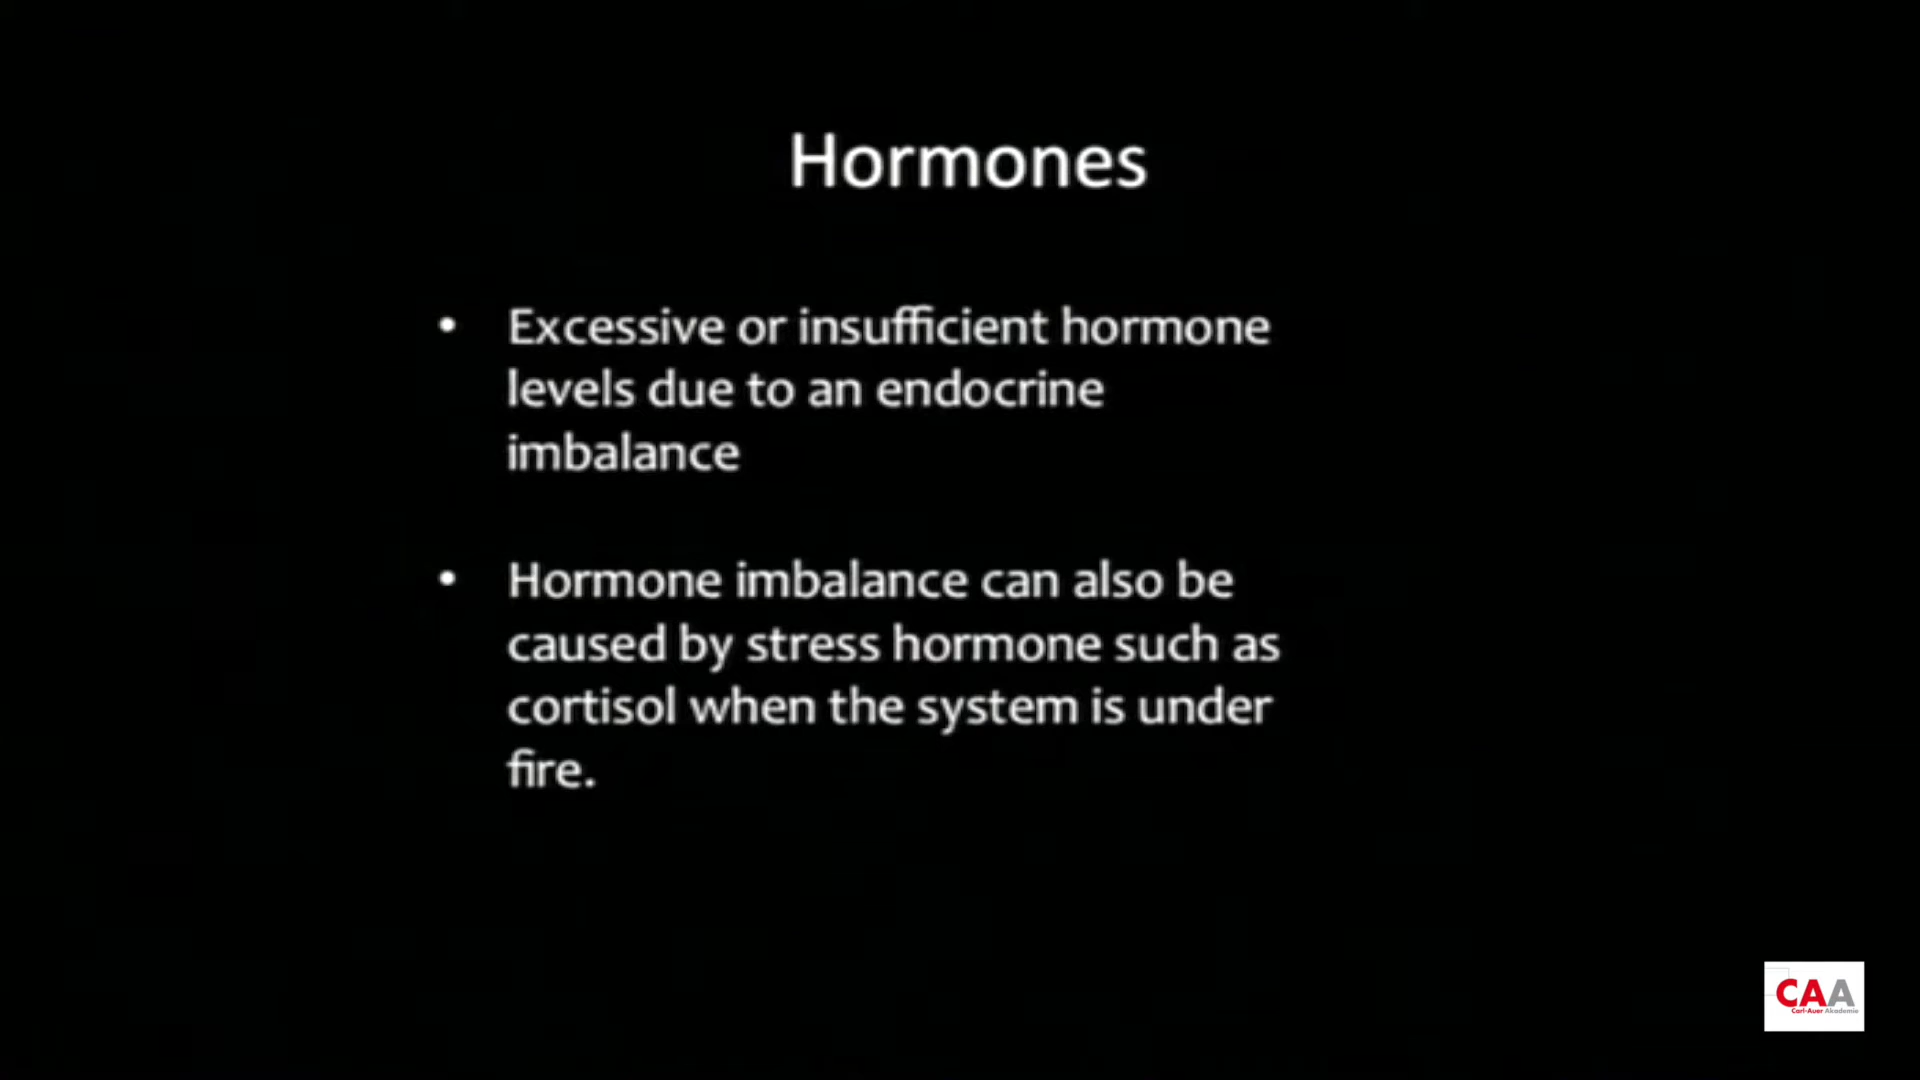 Hormones
• Excessive or insufficient hormone
levels due to an endocrine
imbalance
• Hormone imbalance can also be
caused by stress hormone such as
cortisol when the system is under
fire.
CAA
Carl-Auer Akademie